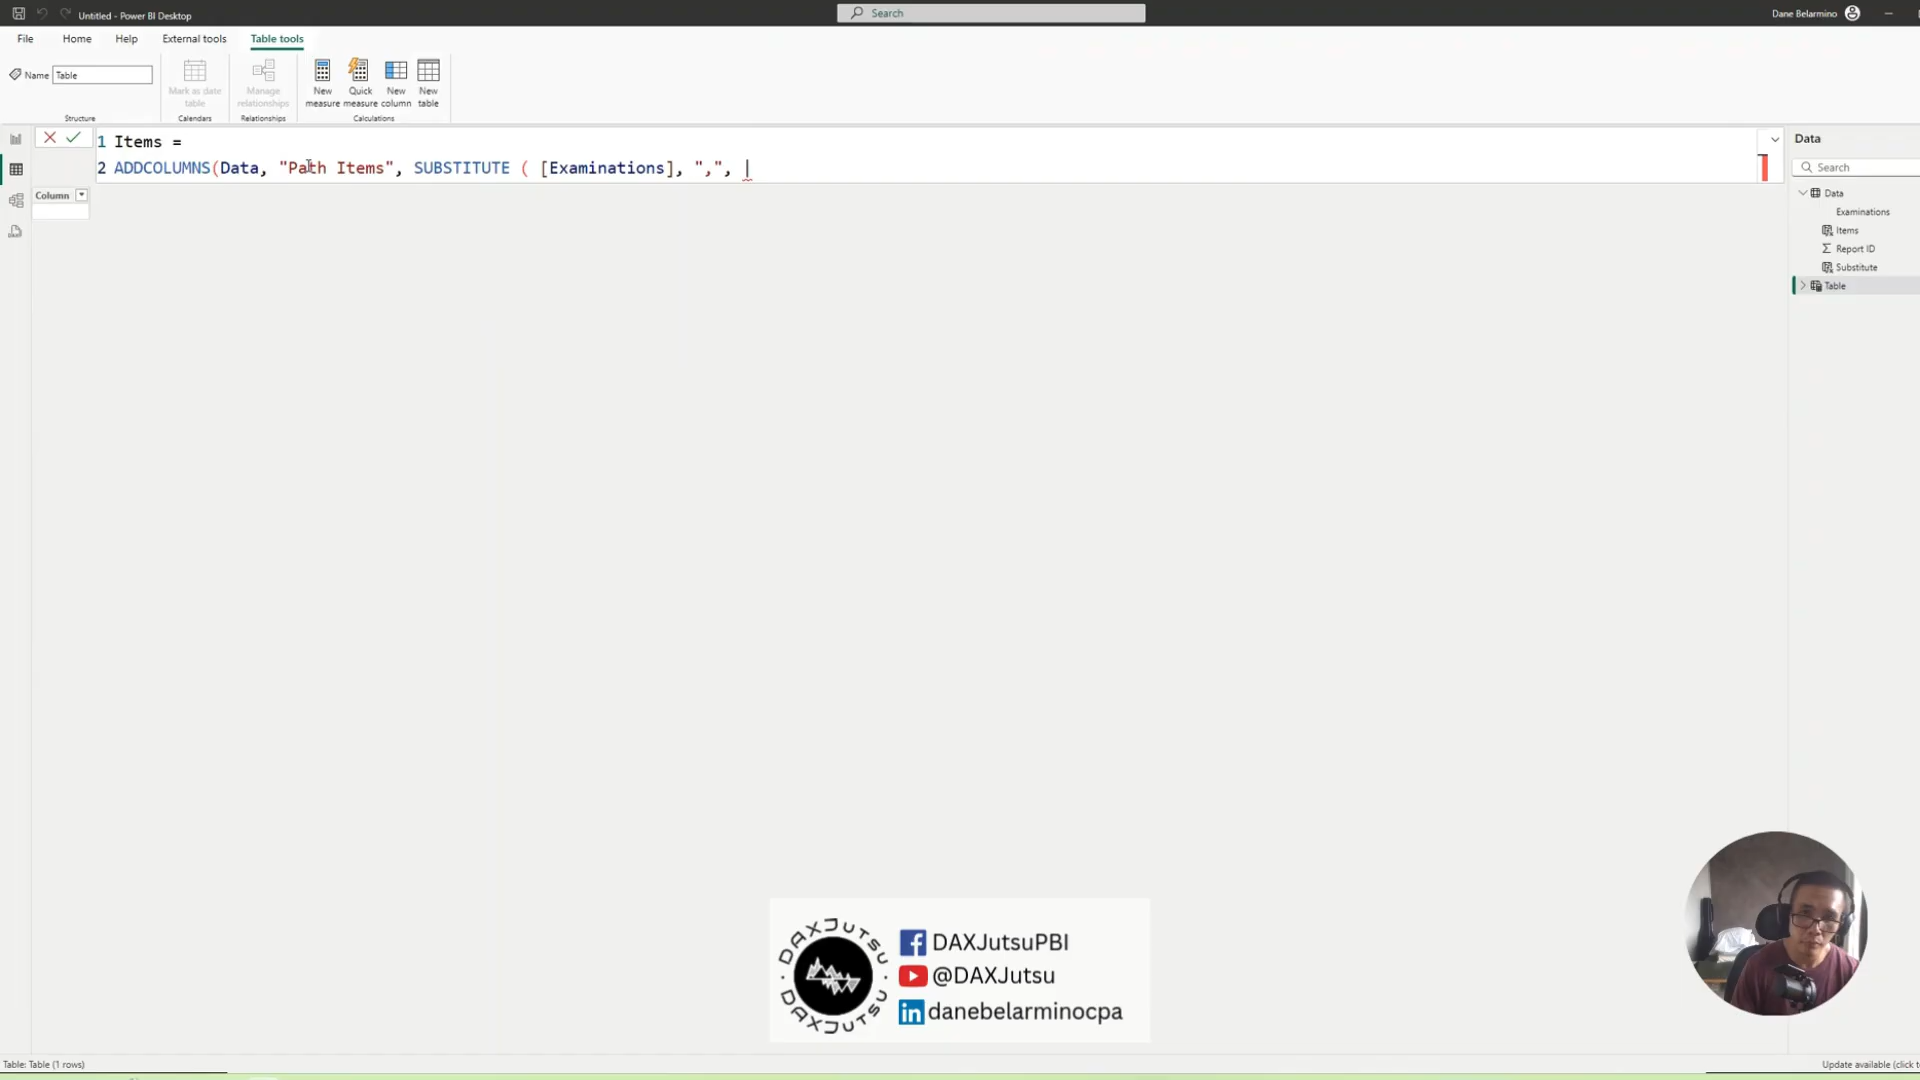 Untitled - Power BI Desktop
Search
Dane Belarmino
File
Home
Help
External tools
Table tools
Name
Table
Mark as date table
Manage relationships
New measure
Quick measure
New column
New table
Structure
Calendars
Relationships
Calculations
1 Items =
2 ADDCOLUMNS(Data, "Path Items", SUBSTITUTE ( [Examinations], ",",
Column
Data
Search
Data
Examinations
Items
Report ID
Substitute
Table
DAXJutsu
DAXJutsu
DAXJutsuPBI
@DAXJutsu
in danebelarminocpa
Table: Table (1 rows)
Update available (click t